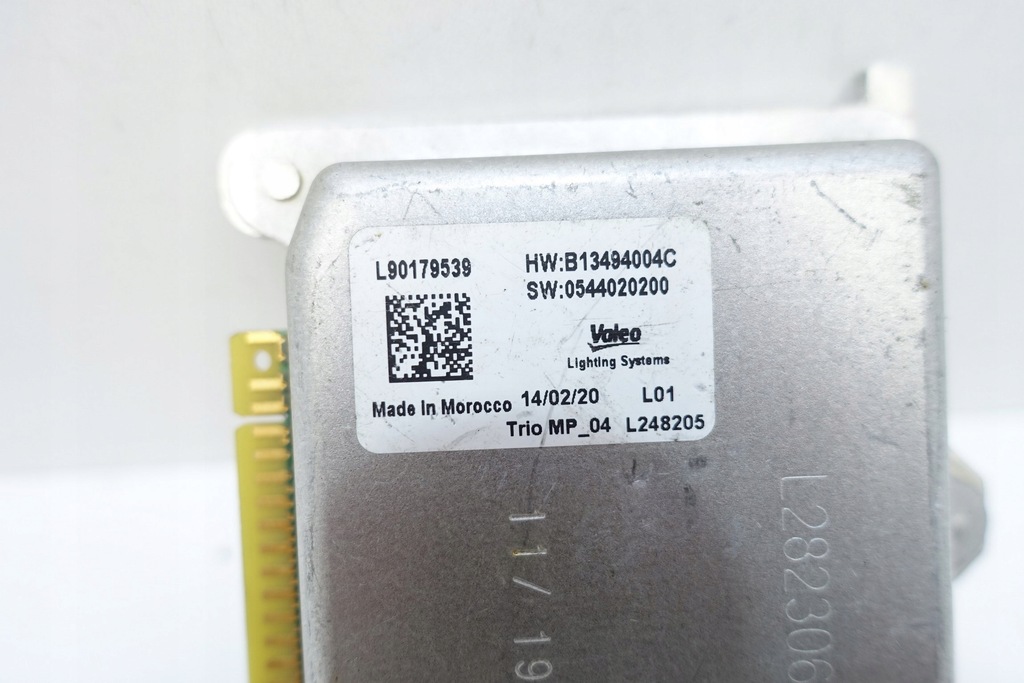 L90179539
HW:B13494004C
SW:0544020200
Valeo
Lighting Systems
Made In Morocco 14/02/20 L01
Trio MP_04 L248205
11/19
L282306